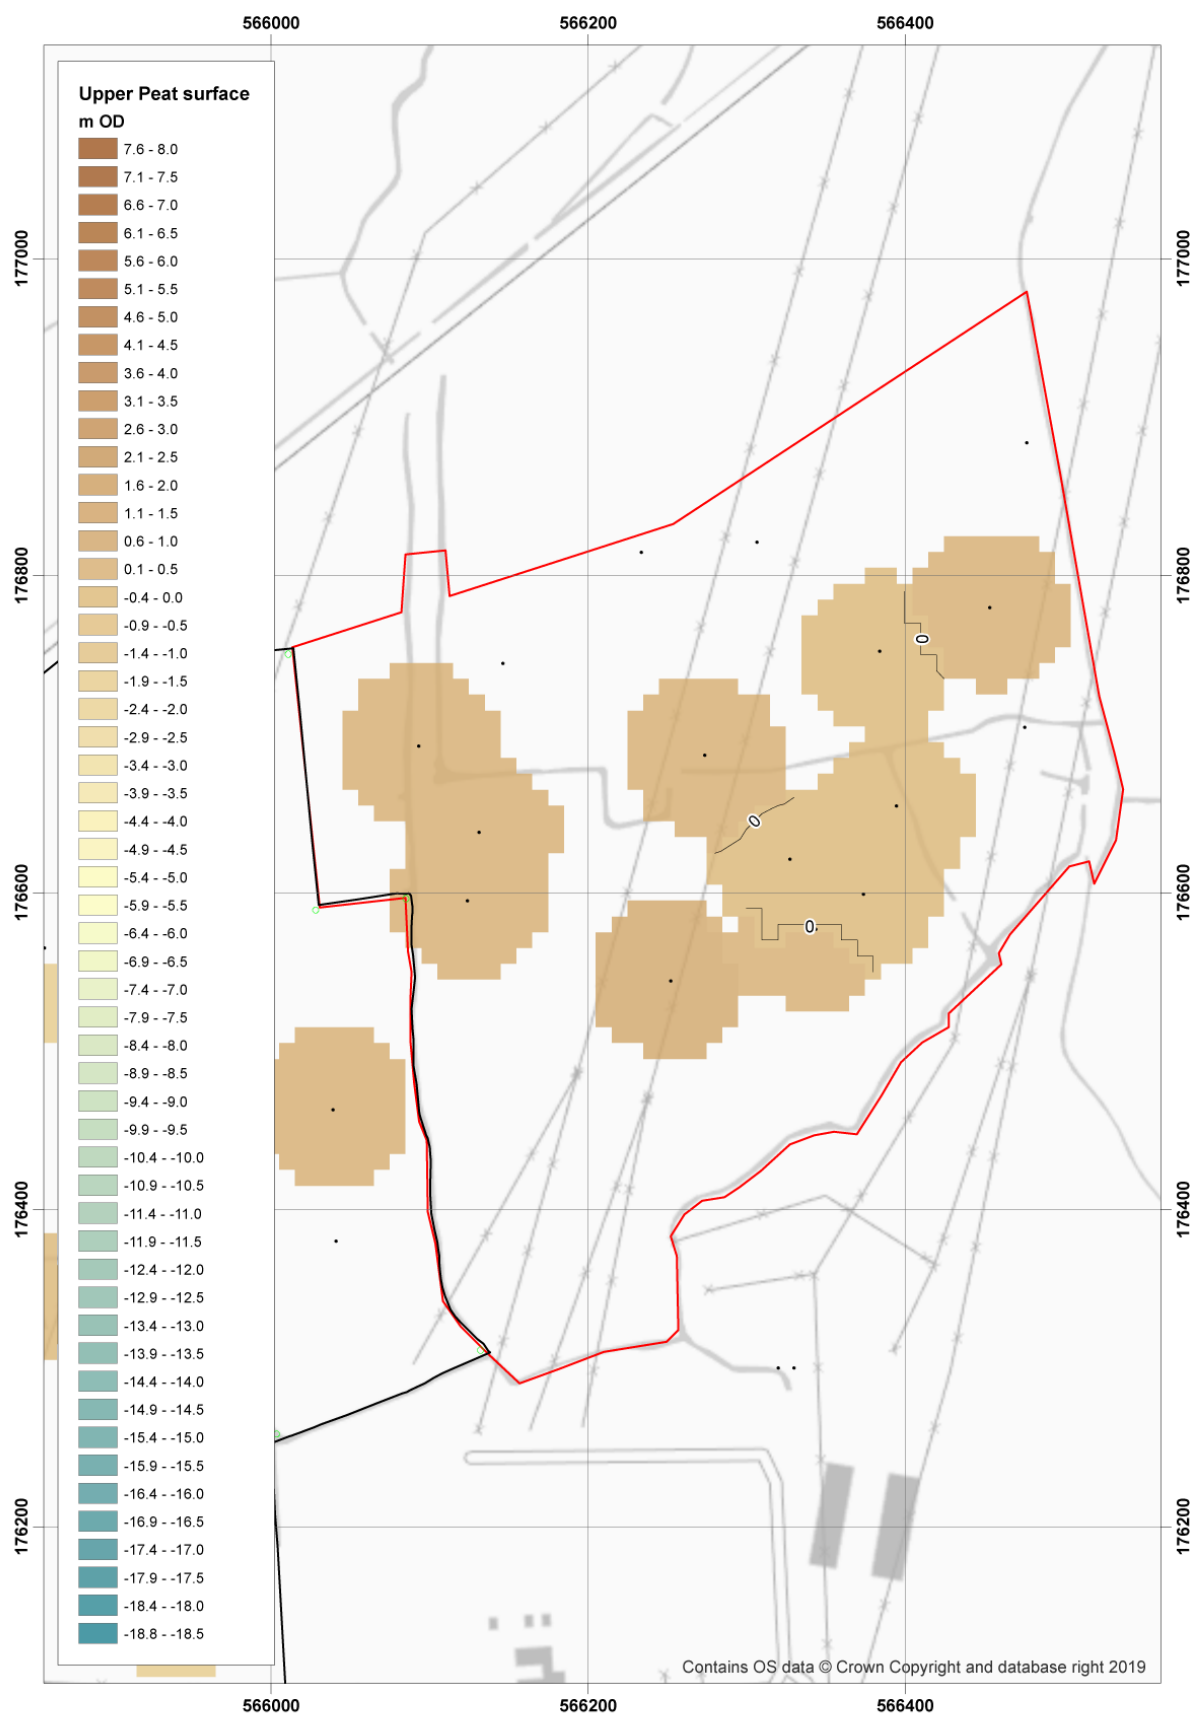 566000 566200 566400
Upper Peat surface
m OD
7.6 - 8.0
7.1 - 7.5
6.6 - 7.0
6.1 - 6.5
5.6 - 6.0
5.1 - 5.5
4.6 - 5.0
4.1 - 4.5
3.6 - 4.0
3.1 - 3.5
2.6 - 3.0
2.1 - 2.5
1.6 - 2.0
1.1 - 1.5
0.6 - 1.0
0.1 - 0.5
-0.4 - 0.0
-0.9 - -0.5
-1.4 - -1.0
-1.9 - -1.5
-2.4 - -2.0
-2.9 - -2.5
-3.4 - -3.0
-3.9 - -3.5
-4.4 - -4.0
-4.9 - -4.5
-5.4 - -5.0
-5.9 - -5.5
-6.4 - -6.0
-6.9 - -6.5
-7.4 - -7.0
-7.9 - -7.5
-8.4 - -8.0
-8.9 - -8.5
-9.4 - -9.0
-9.9 - -9.5
-10.4 - -10.0
-10.9 - -10.5
-11.4 - -11.0
-11.9 - -11.5
-12.4 - -12.0
-12.9 - -12.5
-13.4 - -13.0
-13.9 - -13.5
-14.4 - -14.0
-14.9 - -14.5
-15.4 - -15.0
-15.9 - -15.5
-16.4 - -16.0
-16.9 - -16.5
-17.4 - -17.0
-17.9 - -17.5
-18.4 - -18.0
-18.8 - -18.5
177000
176800
176600
176400
176200
0
0
0
177000
176800
176600
176400
176200
Contains OS data © Crown Copyright and database right 2019
566000 566200 566400